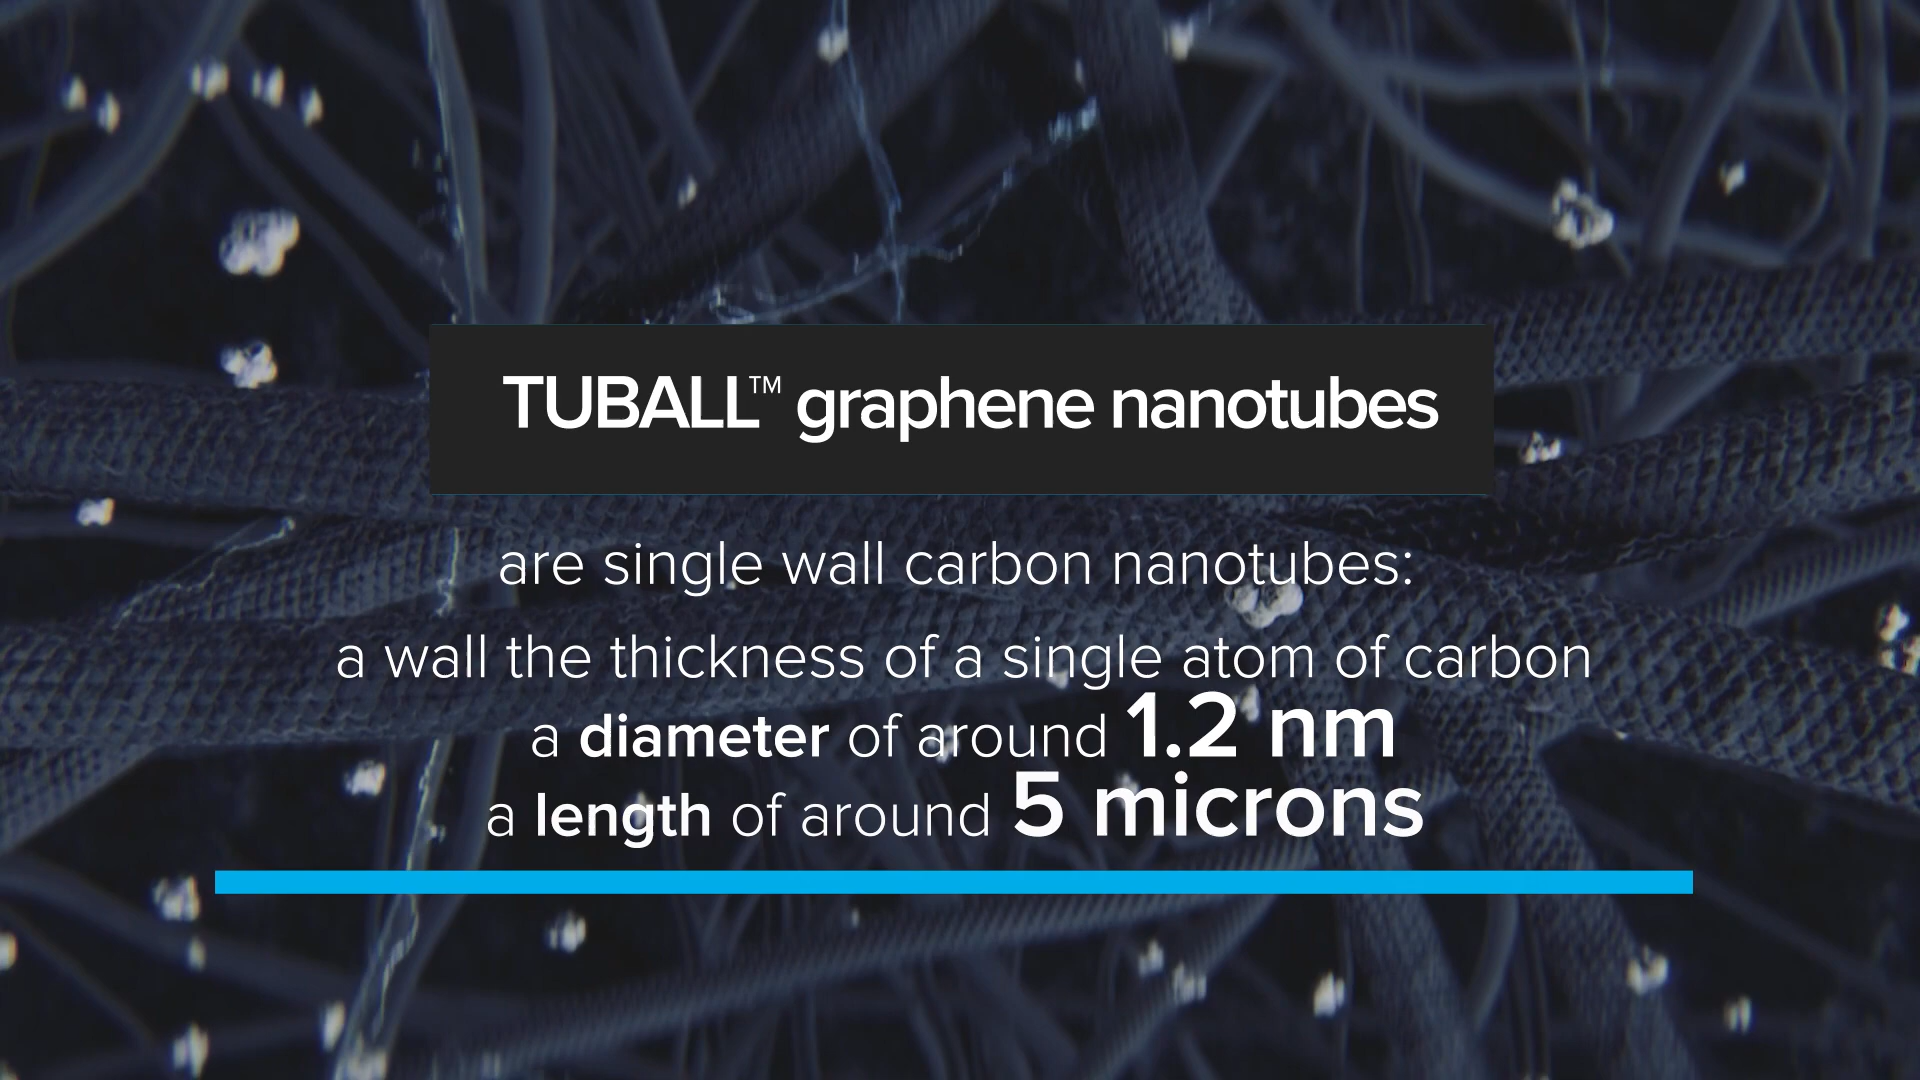 TUBALL™ graphene nanotubes
are single wall carbon nanotubes:
a wall the thickness of a single atom of carbon
a diameter of around 1.2 nm
a length of around 5 microns